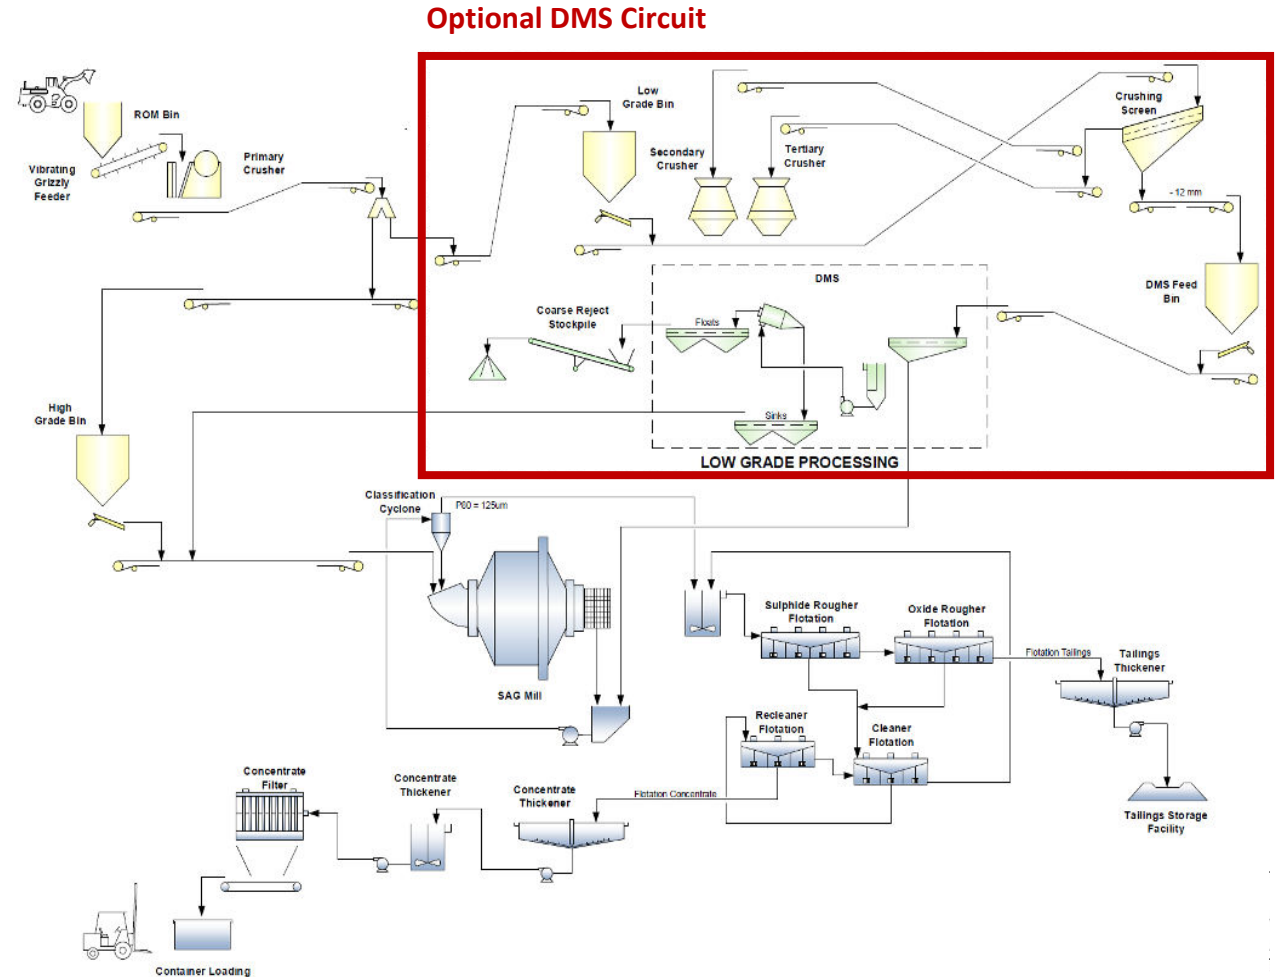 Optional DMS Circuit
ROM Bin
Vibrating
Grizzly
Feeder
Primary
Crusher
Low
Grade Bin
Secondary
Crusher
Tertiary
Crusher
Crushing
Screen
- 12 mm
DMS Feed
Bin
DMS
Coarse Reject
Stockpile
Floats
Sinks
LOW GRADE PROCESSING
High
Grade Bin
Classification
Cyclone
P80 = 125um
SAG Mill
Sulphide Rougher
Flotation
Oxide Rougher
Flotation
Flotation Tailings
Tailings
Thickener
Recleaner
Flotation
Cleaner
Flotation
Tailings Storage
Facility
Flotation Concentrate
Concentrate
Thickener
Concentrate
Thickener
Concentrate
Filter
Container Loading